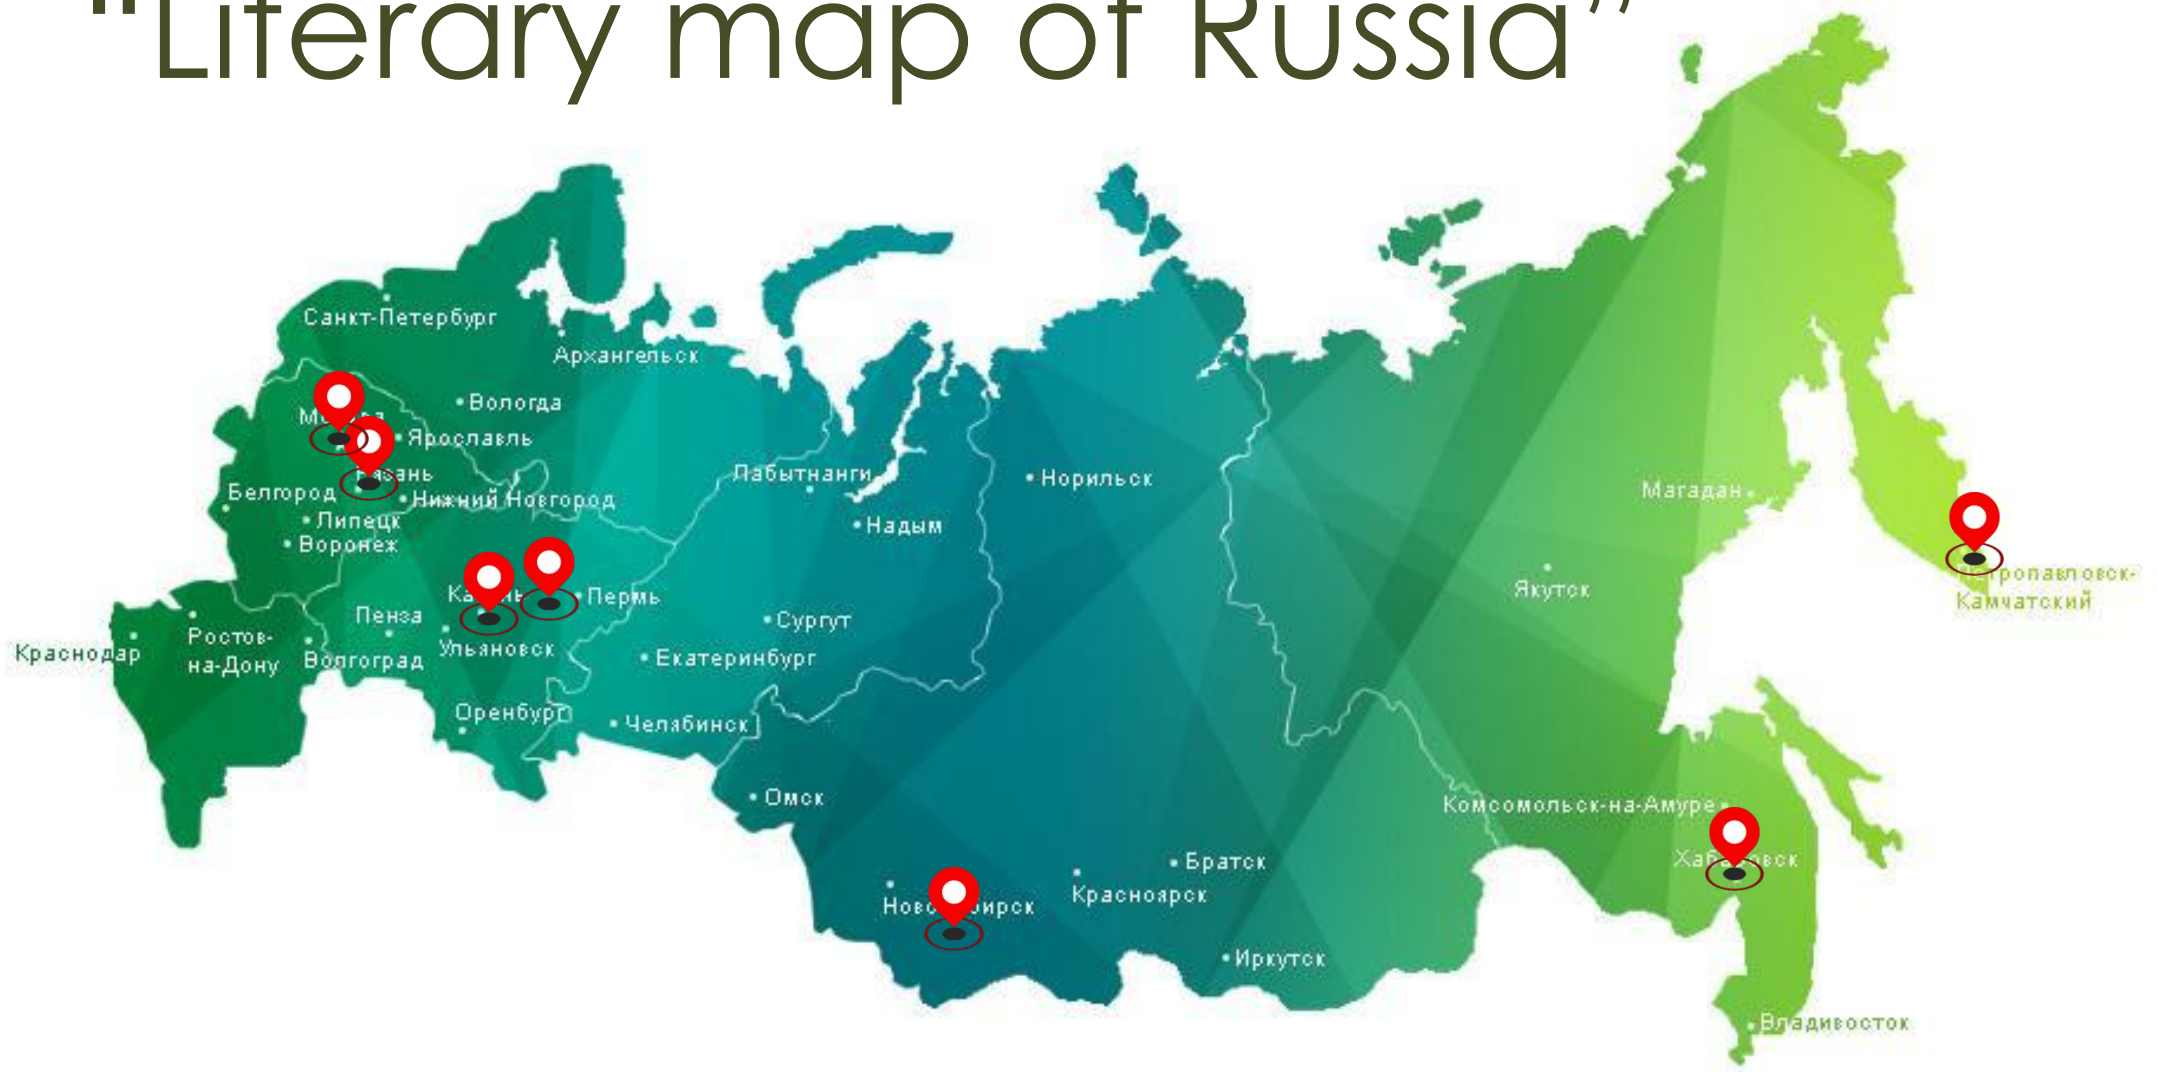 “Literary map of Russia”
Санкт-Петербург
Архангельск
Вологда
Ярославль
Белгород
Нижний Новгород
Липецк
Воронеж
Лабытнанги
Норильск
Надым
Магадан
Якутск
Камчатский
Пермь
Пенза
Сургут
Ростов-
на-Дону
Краснодар
Волгоград
Ульяновск
Екатеринбург
Оренбург
Челябинск
Омск
Комсомольск-на-Амуре
Братск
Красноярск
Иркутск
Владивосток